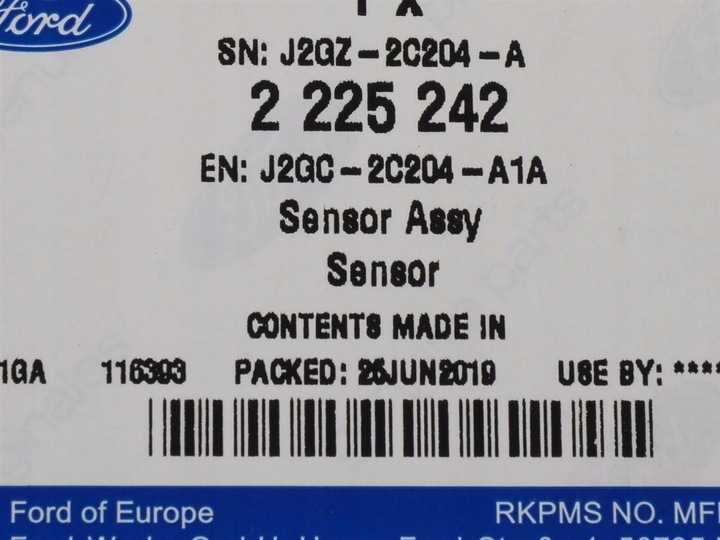 Ford
1 X
SN: J2GZ-2C204-A
2 225 242
EN: J2GC-2C204-A1A
Sensor Assy
Sensor
CONTENTS MADE IN
1GA 116393 PACKED: 25JUN2019 USE BY: ****
Ford of Europe RKPMS NO. MF